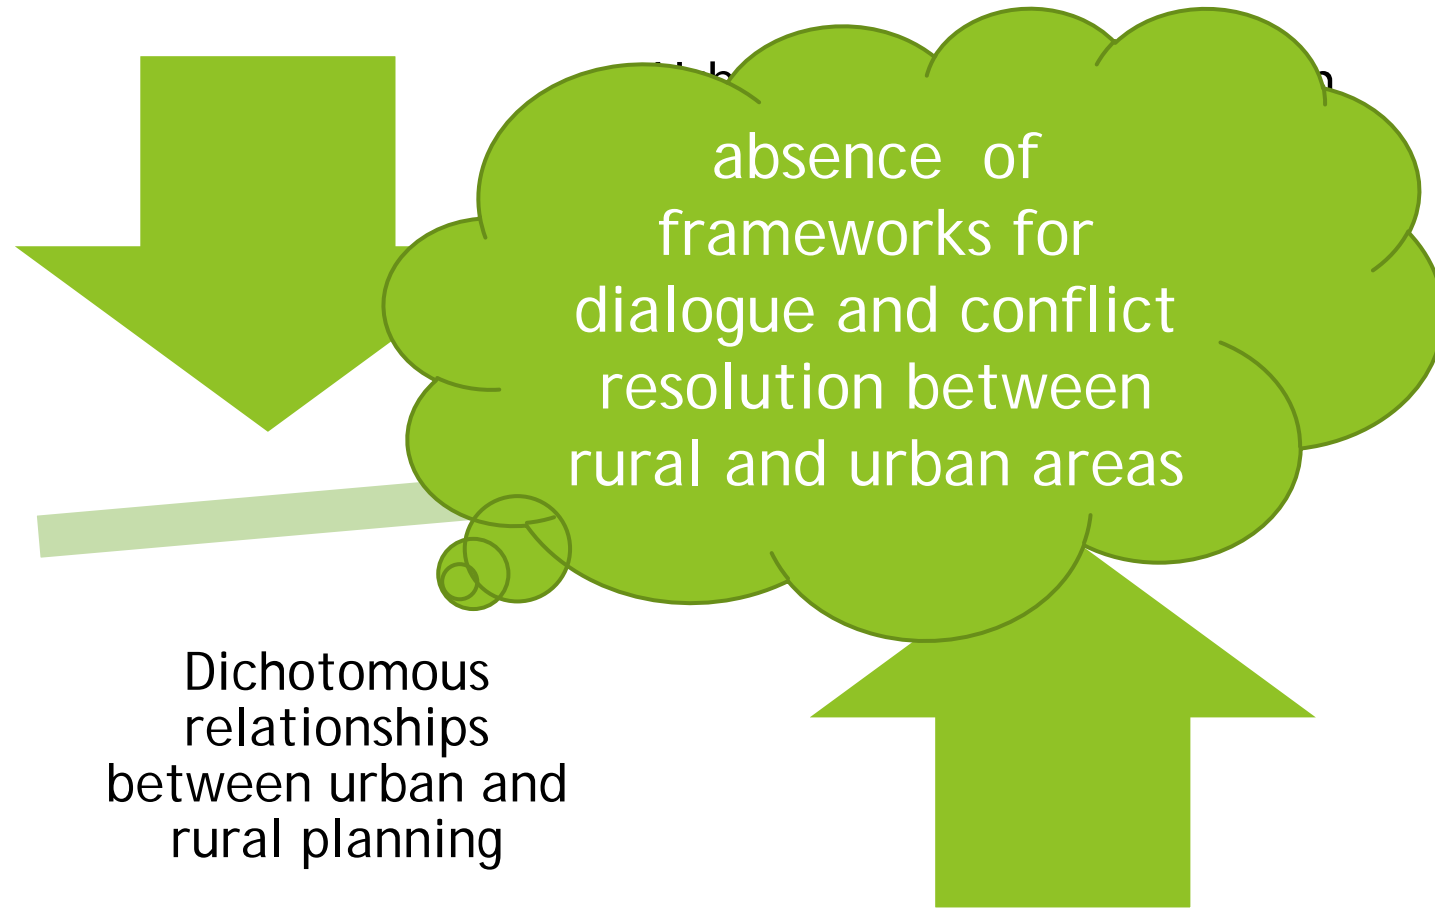 absence of
frameworks for
dialogue and conflict
resolution between
rural and urban areas
Dichotomous
relationships
between urban and
rural planning